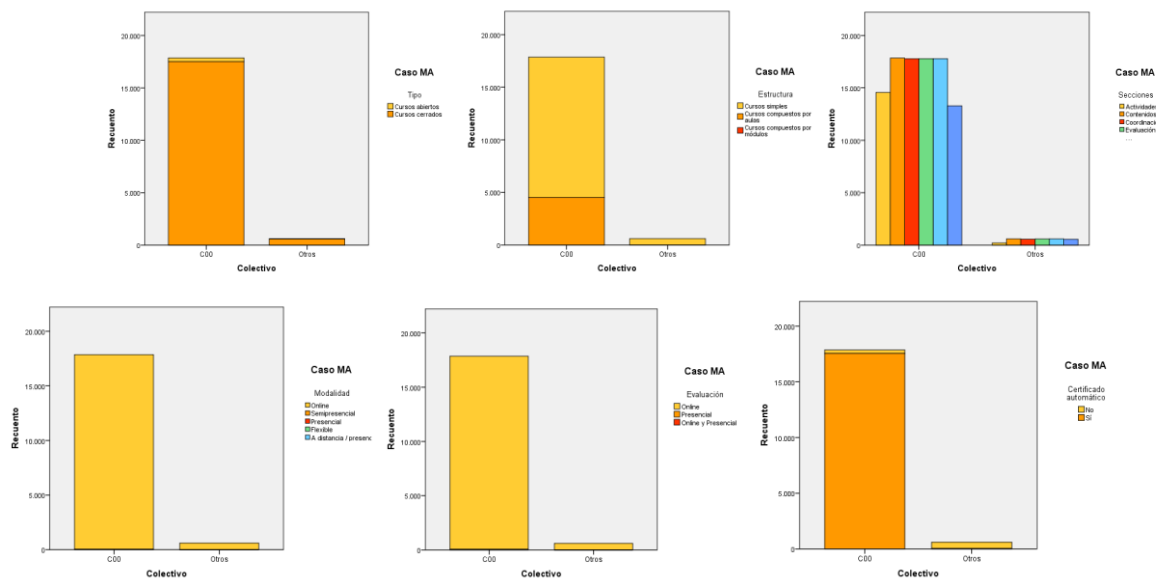 20.000
15.000
10.000
5.000
0
Recuento
C00
Otros
Colectivo
Caso MA
Tipo
Cursos abiertos
Cursos cerrados
20.000
15.000
10.000
5.000
0
Recuento
C00
Otros
Colectivo
Caso MA
Estructura
Cursos simples
Cursos compuestos por
aulas
Cursos compuestos por
módulos
20.000
15.000
10.000
5.000
0
Recuento
C00
Otros
Colectivo
Caso MA
Secciones
Actividades
Contenidos
Coordinaci
Evaluación
...
20.000
15.000
10.000
5.000
0
Recuento
C00
Otros
Colectivo
Caso MA
Modalidad
Online
Semipresencial
Presencial
Flexible
A distancia / presenc
20.000
15.000
10.000
5.000
0
Recuento
C00
Otros
Colectivo
Caso MA
Evaluación
Online
Presencial
Online y Presencial
20.000
15.000
10.000
5.000
0
Recuento
C00
Otros
Colectivo
Caso MA
Certificado
automático
No
Sí